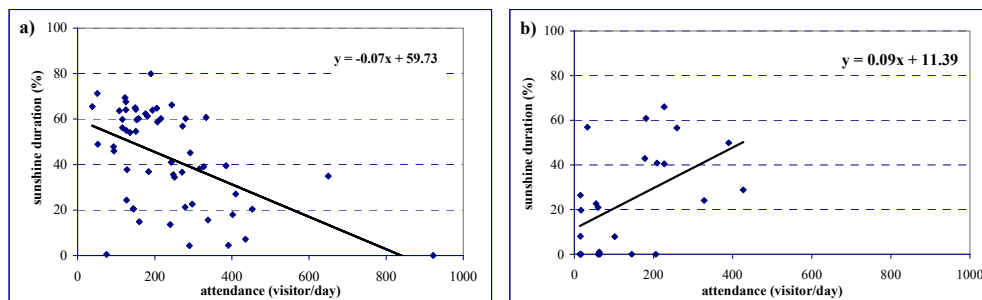 a)
y = -0.07x + 59.73
100
80
60
40
20
0
sunshine duration (%)
0 200 400 600 800 1000
attendance (visitor/day)
b)
y = 0.09x + 11.39
100
80
60
40
20
0
sunshine duration (%)
0 200 400 600 800 1000
attendance (visitor/day)